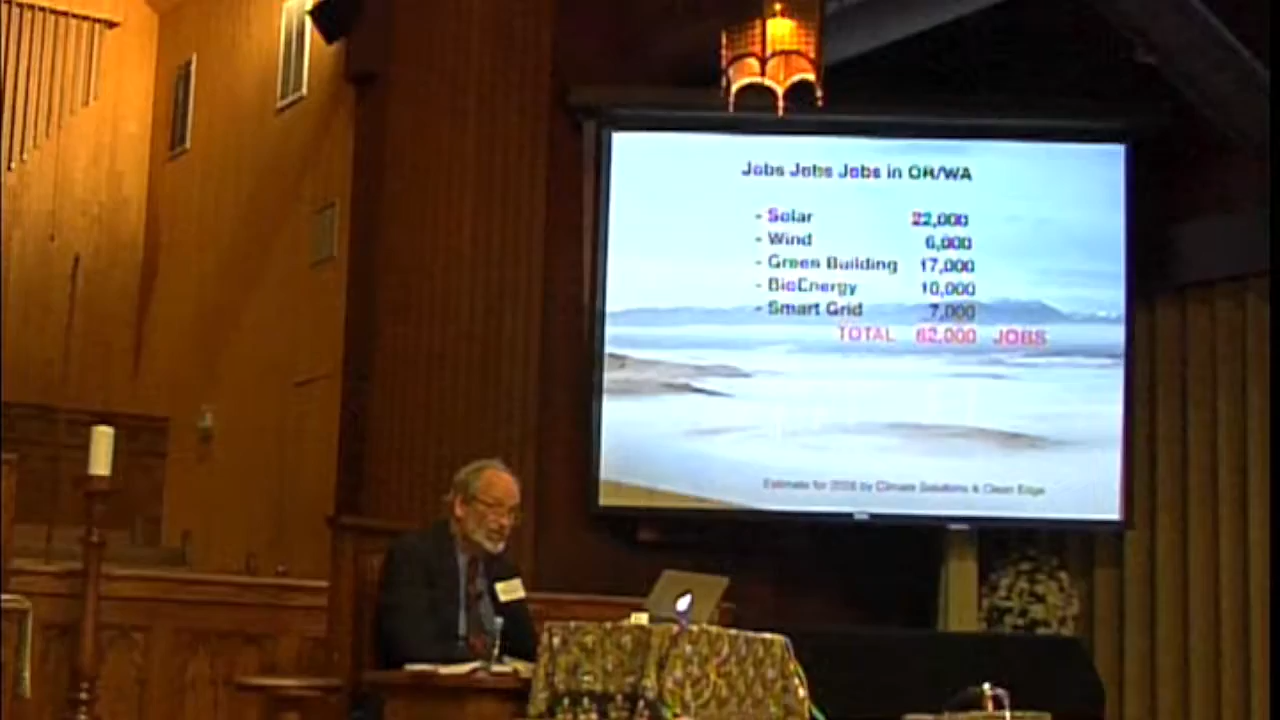 Jobs Jobs Jobs in OR/WA
- Solar 22,000
- Wind 6,000
- Green Building 17,000
- BioEnergy 10,000
- Smart Grid 7,000
TOTAL 62,000 JOBS
Estimate for by Climate Solutions & Clean Edge